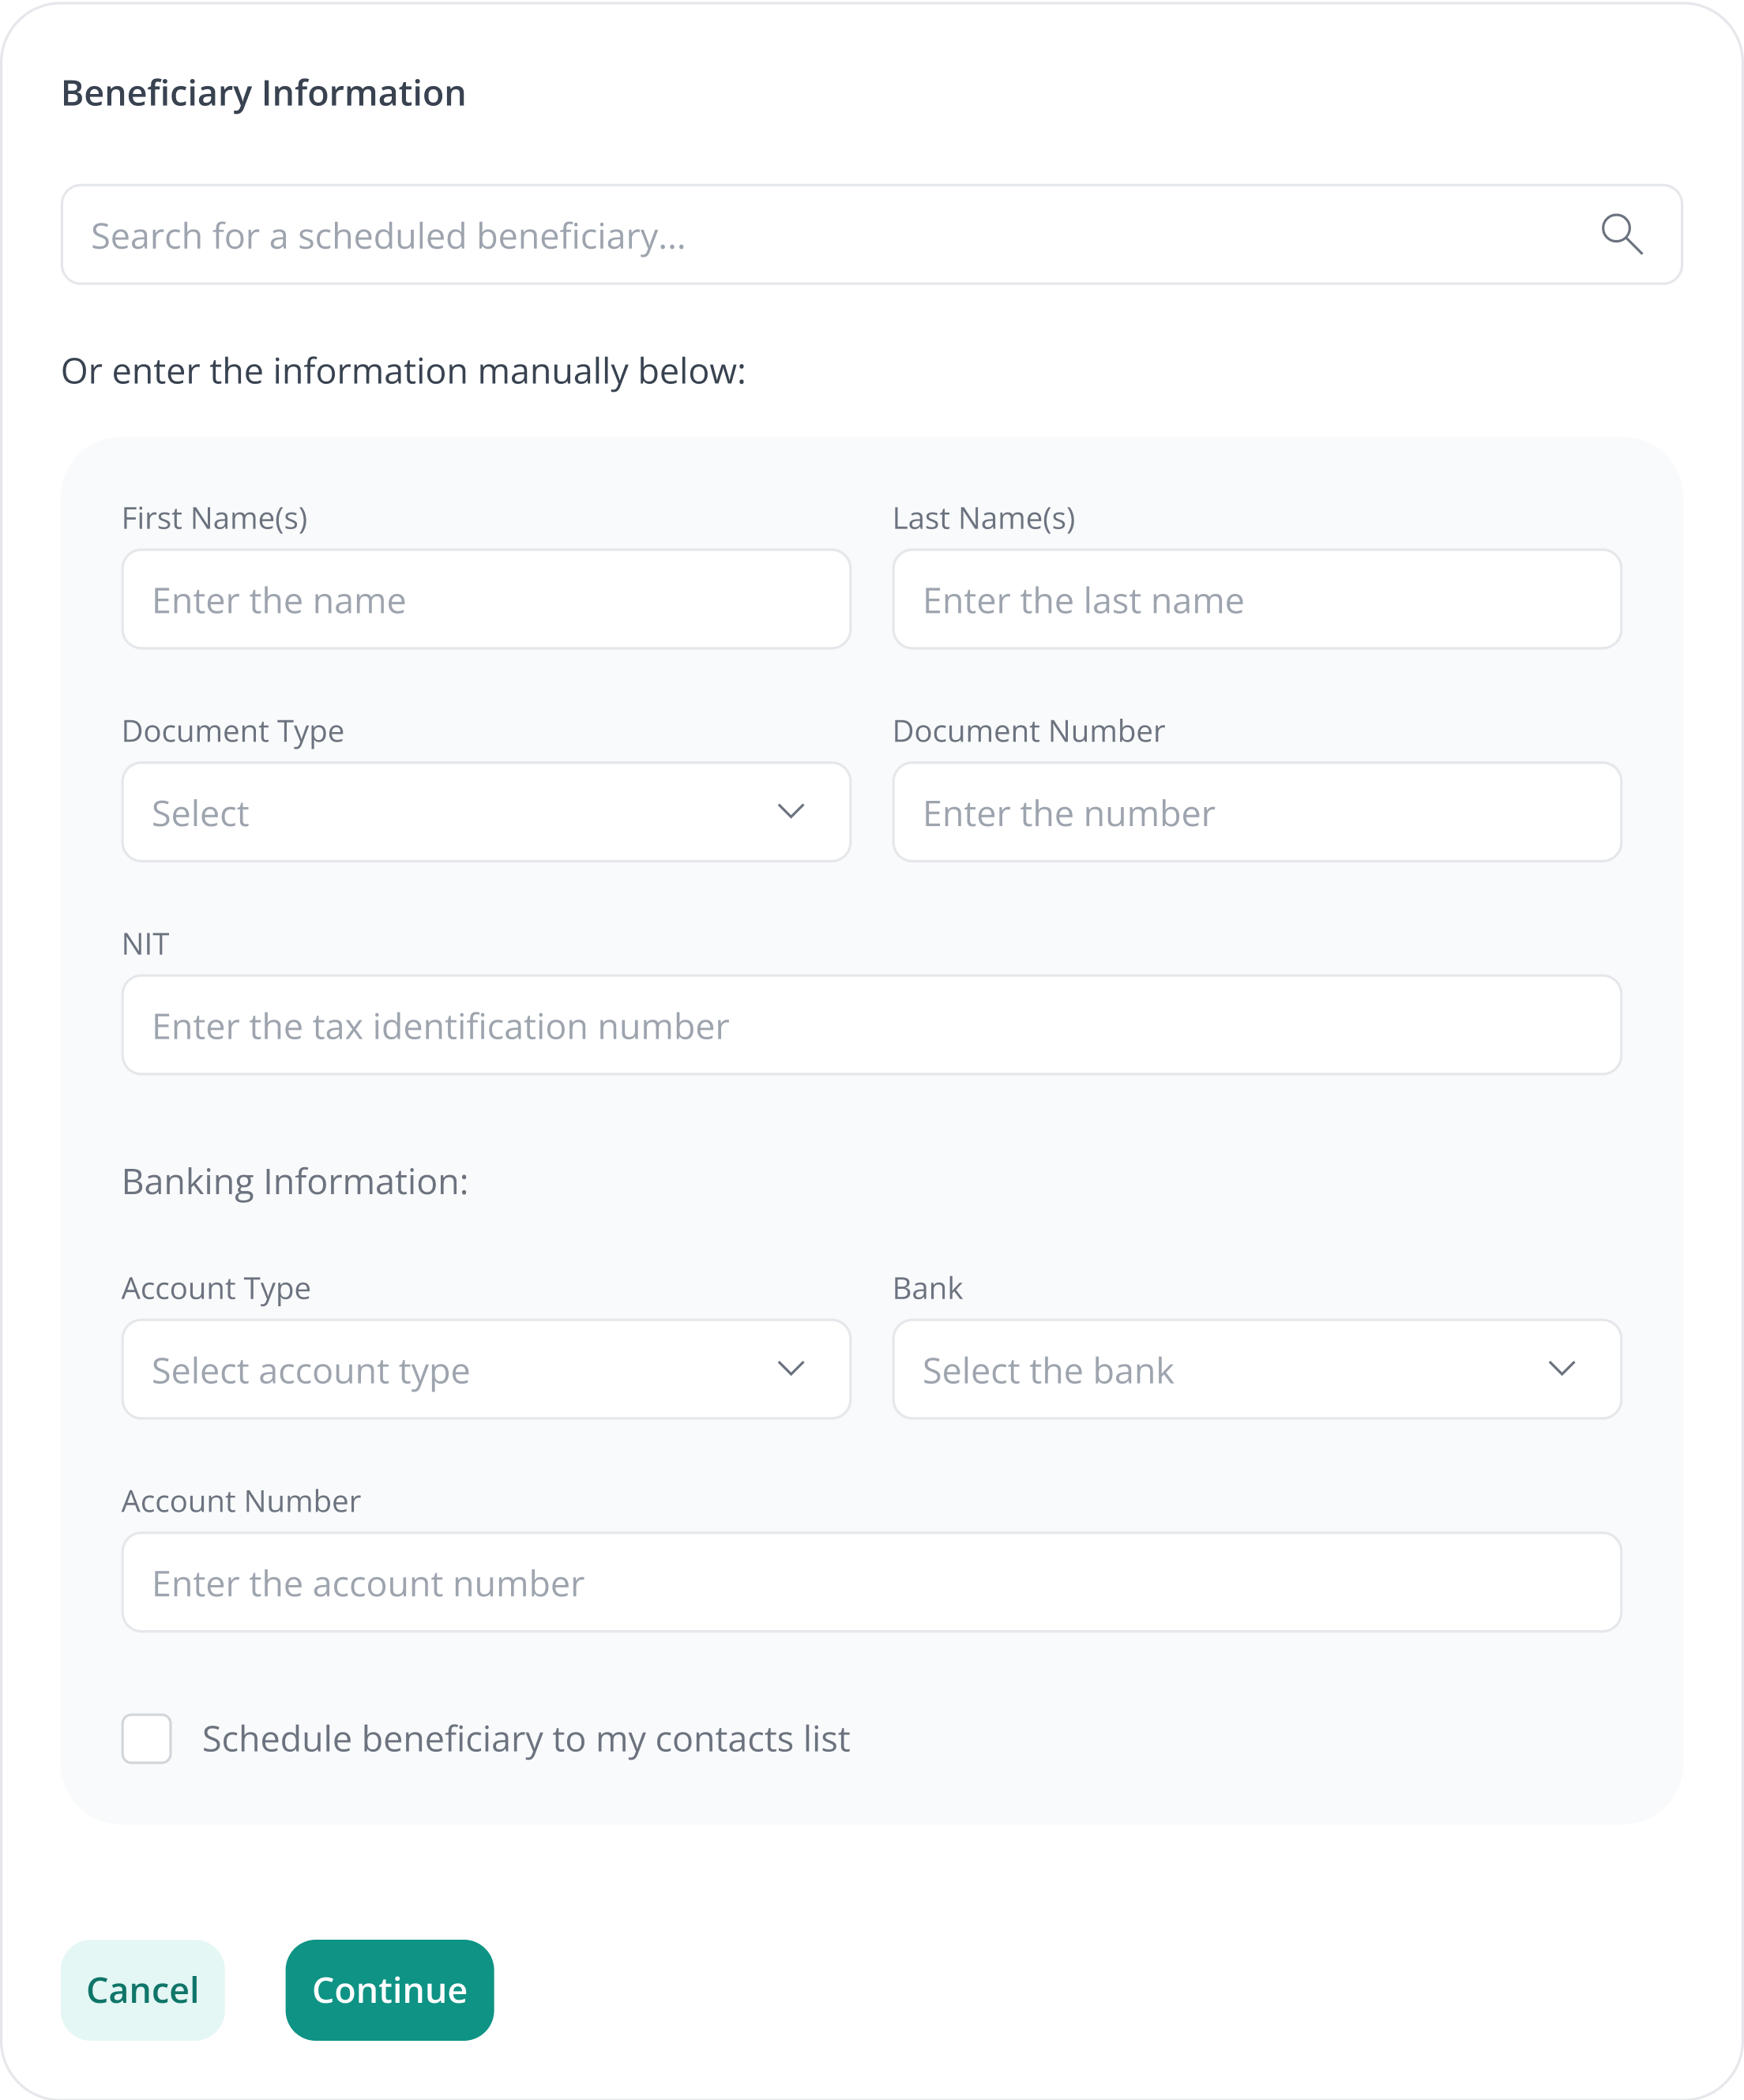 Beneficiary Information
Search for a scheduled beneficiary...
Or enter the information manually below:
First Name(s)
Last Name(s)
Enter the name
Enter the last name
Document Type
Document Number
Select
Enter the number
NIT
Enter the tax identification number
Banking Information:
Account Type
Bank
Select account type
Select the bank
Account Number
Enter the account number
Schedule beneficiary to my contacts list
Cancel
Continue